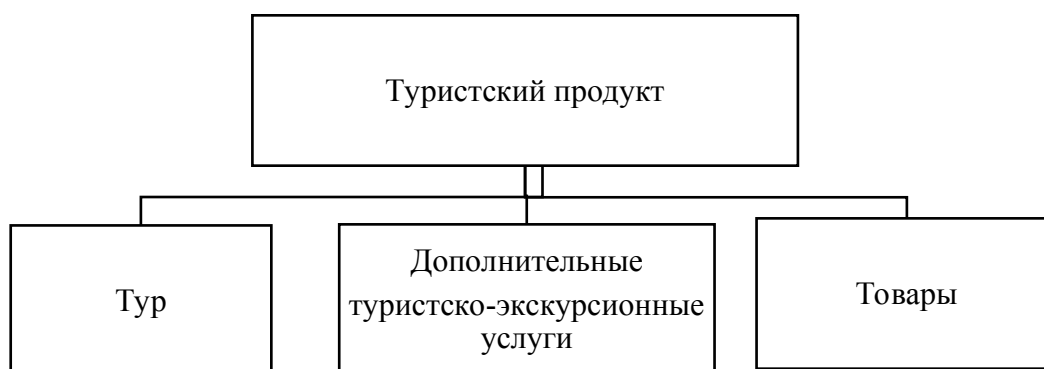 Туристский продукт
Тур
Дополнительные
туристско-экскурсионные
услуги
Товары